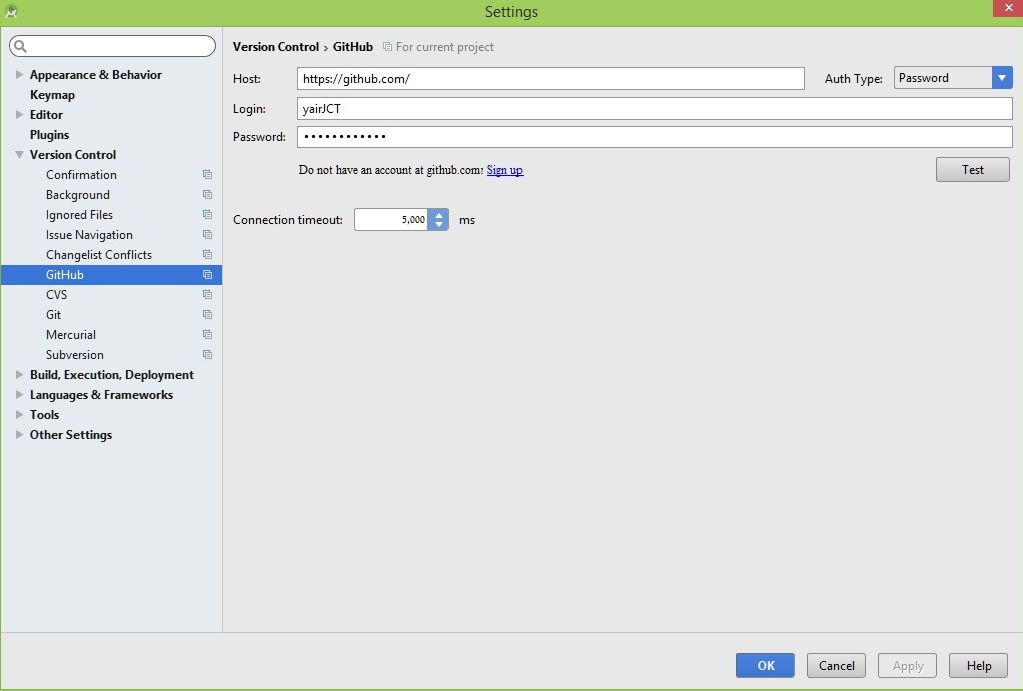 Settings
Version Control › GitHub For current project
Appearance & Behavior
Keymap
Editor
Plugins
Version Control
Confirmation
Background
Ignored Files
Issue Navigation
Changelist Conflicts
GitHub
CVS
Git
Mercurial
Subversion
Build, Execution, Deployment
Languages & Frameworks
Tools
Other Settings
Host: https://github.com/ Auth Type: Password
Login: yairJCT
Password: ••••••••••••
Do not have an account at github.com? Sign up
Test
Connection timeout: 5,000 ms
OK Cancel Apply Help